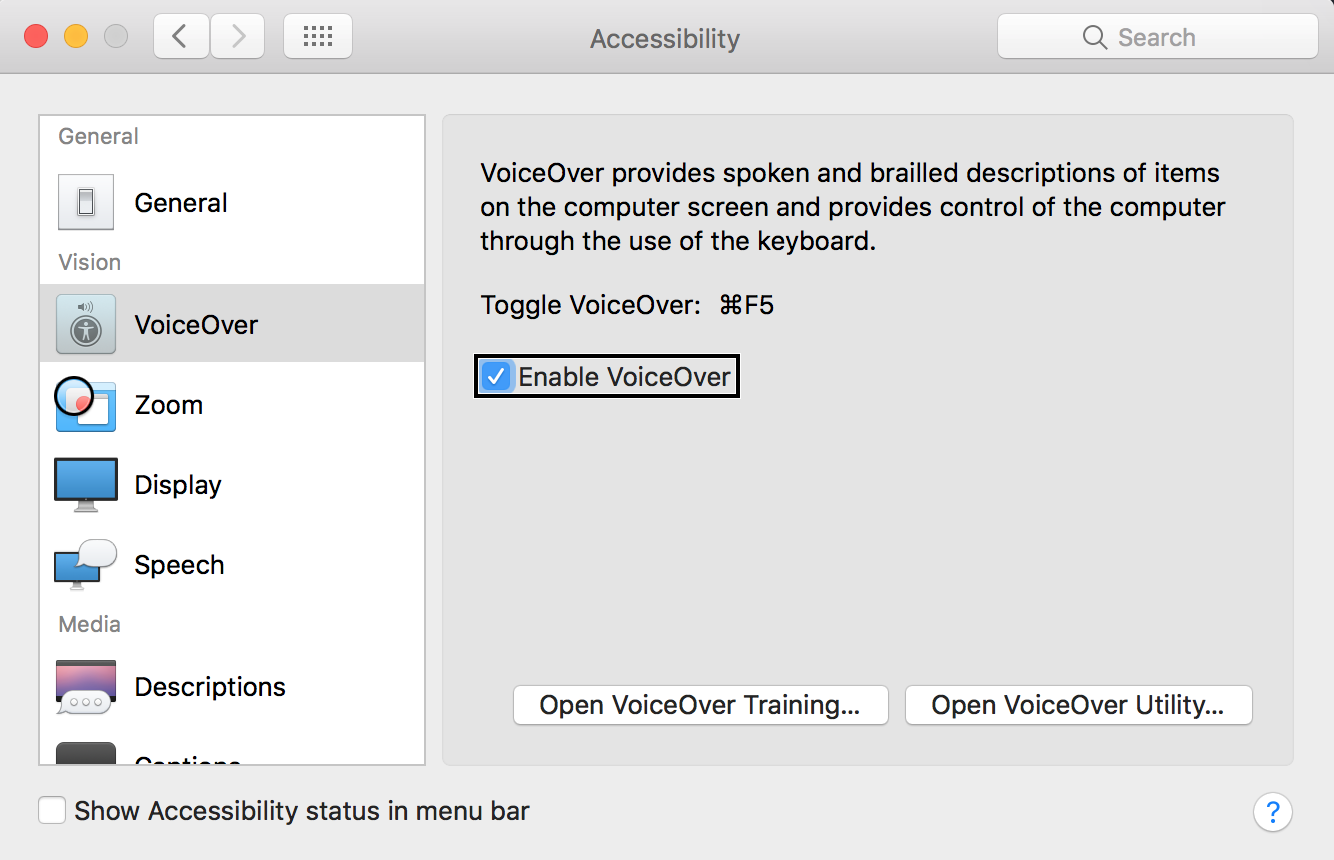 Accessibility
Search
General
General
Vision
VoiceOver
Zoom
Display
Speech
Media
Descriptions
Captions
VoiceOver provides spoken and brailled descriptions of items
on the computer screen and provides control of the computer
through the use of the keyboard.
Toggle VoiceOver: ⌘F5
Enable VoiceOver
Open VoiceOver Training...
Open VoiceOver Utility...
Show Accessibility status in menu bar
?